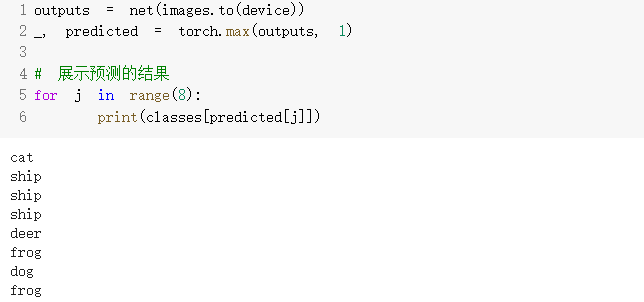 1 outputs = net(images.to(device))
2 _, predicted = torch.max(outputs, 1)
3
4 # 展示预测的结果
5 for j in range(8):
6 print(classes[predicted[j]])
cat
ship
ship
ship
deer
frog
dog
frog